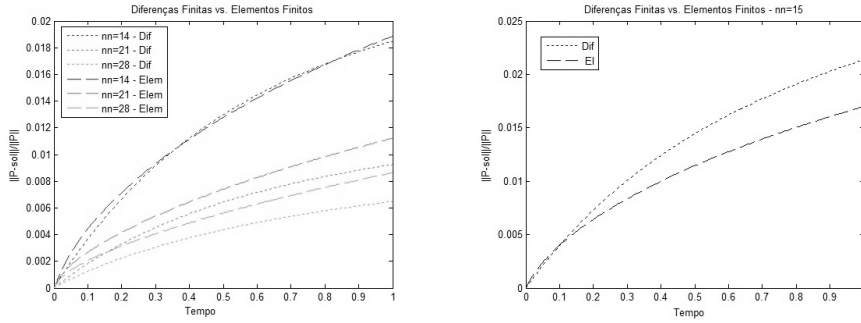 Diferenças Finitas vs. Elementos Finitos
0.02
0.018
0.016
0.014
0.012
0.01
0.008
0.006
0.004
0.002
0
nn=14 - Dif
nn=21 - Dif
nn=28 - Dif
nn=14 - Elem
nn=21 - Elem
nn=28 - Elem
||P-sol||/||P||
0 0.1 0.2 0.3 0.4 0.5 0.6 0.7 0.8 0.9 1
Tempo
Diferenças Finitas vs. Elementos Finitos - nn=15
0.025
0.02
0.015
0.01
0.005
0
Dif
El
||P-sol||/||P||
0 0.1 0.2 0.3 0.4 0.5 0.6 0.7 0.8 0.9
Tempo